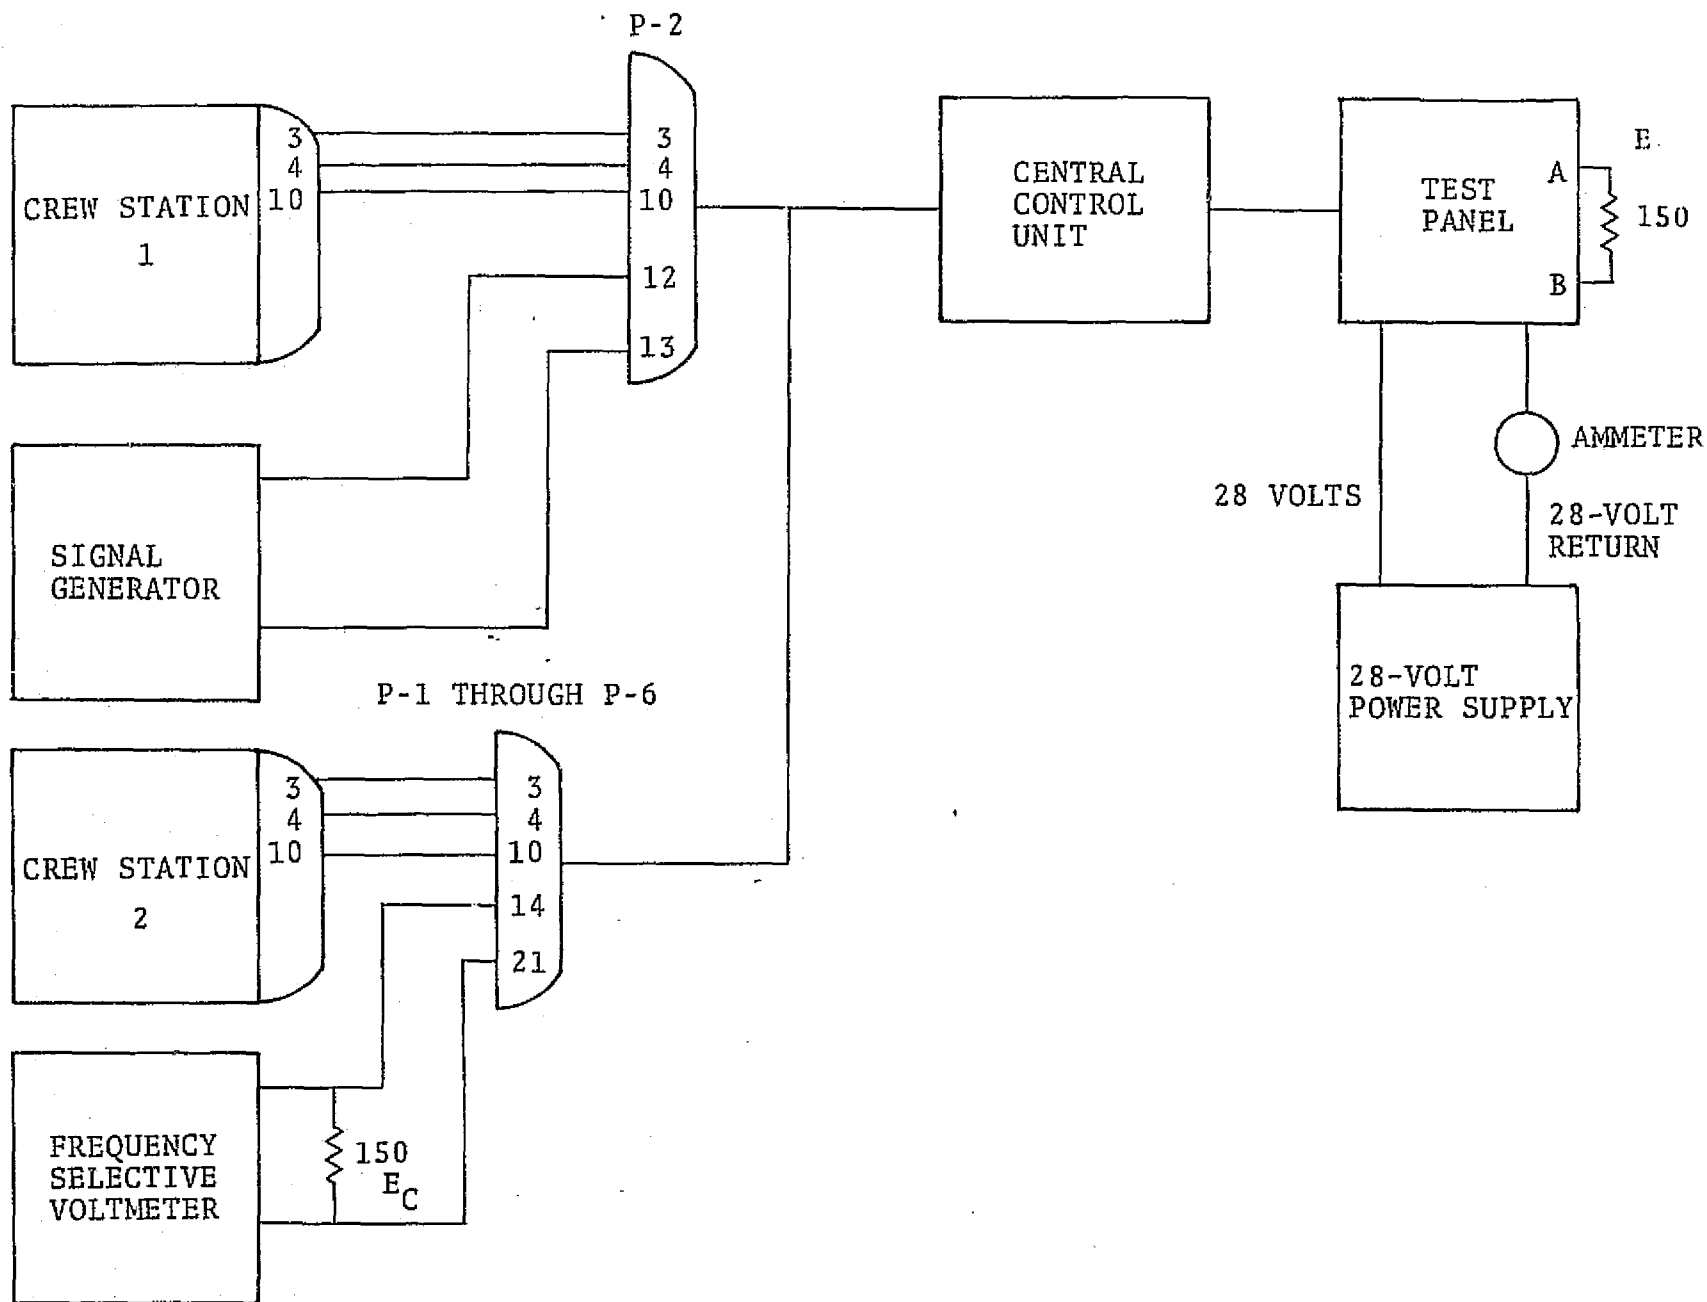 P-2
3
4
10
CREW STATION
1
3
4
10
12
13
CENTRAL
CONTROL
UNIT
TEST
PANEL
A
B
E
150
AMMETER
28 VOLTS
28-VOLT
RETURN
28-VOLT
POWER SUPPLY
SIGNAL
GENERATOR
P-1 THROUGH P-6
3
4
10
CREW STATION
2
3
4
10
14
21
FREQUENCY
SELECTIVE
VOLTMETER
150
EC